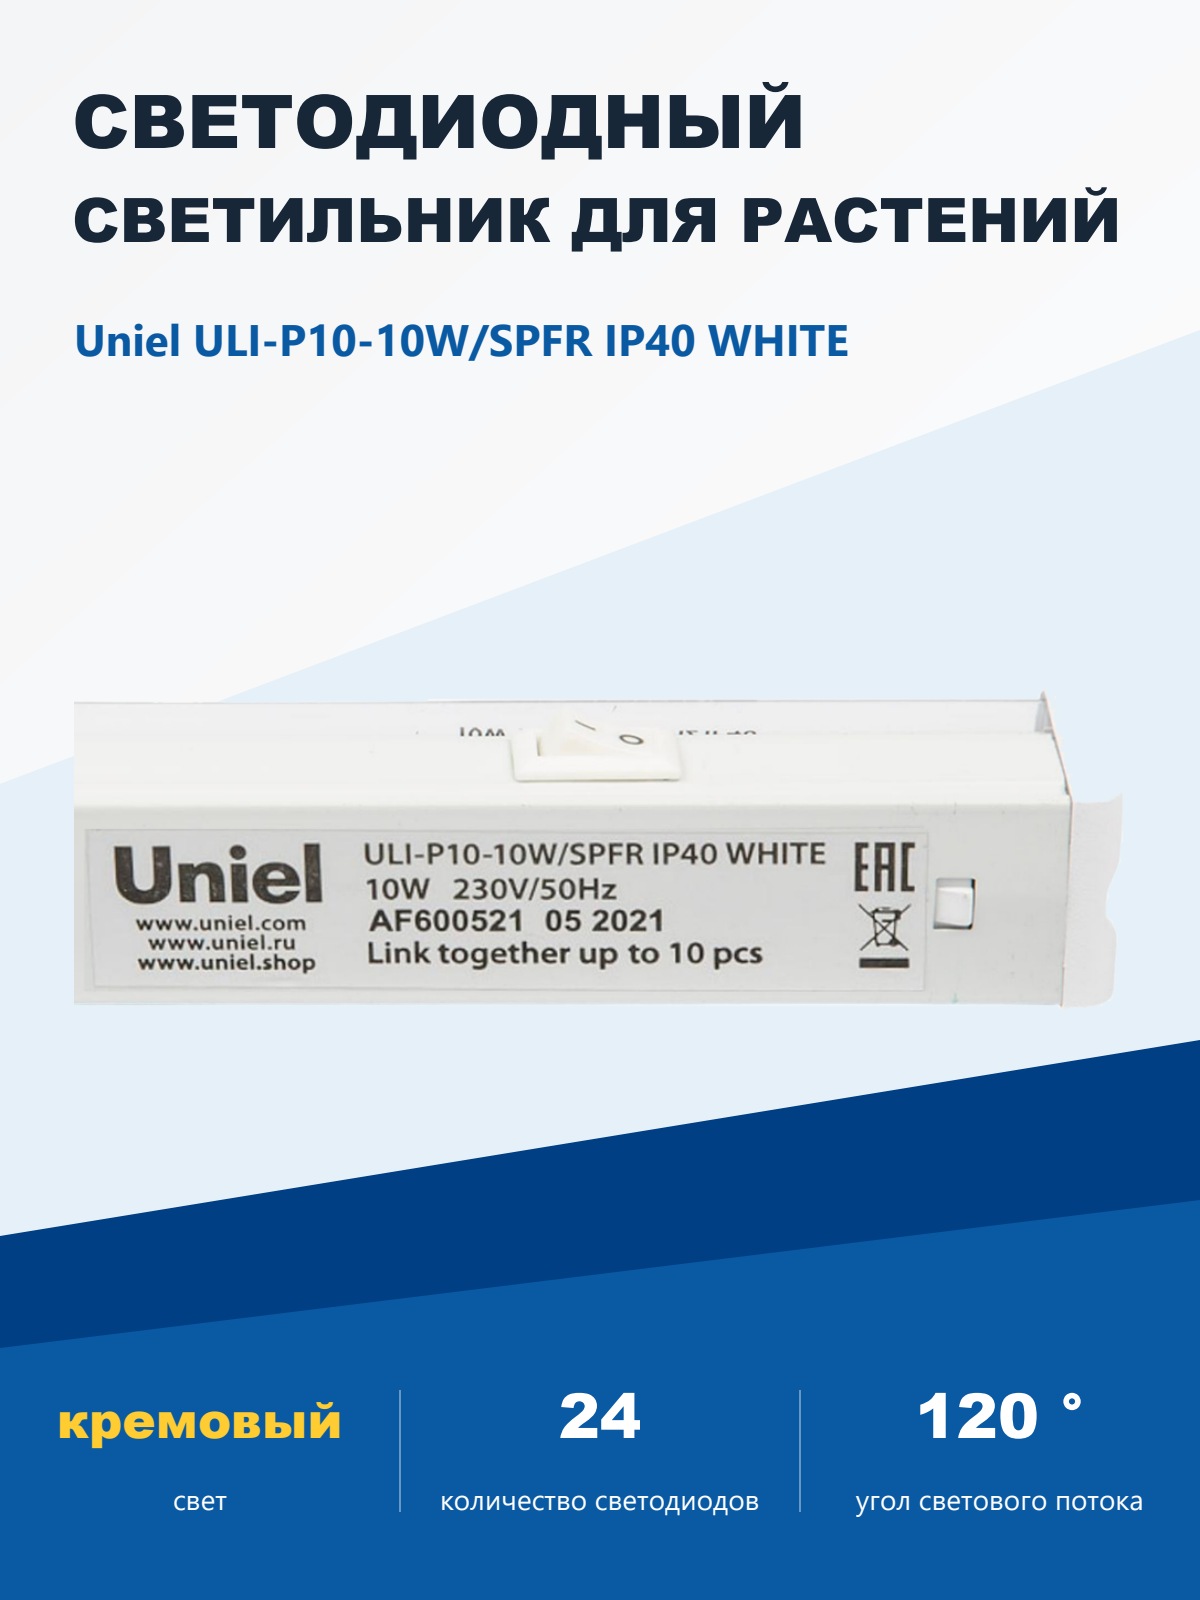 СВЕТОДИОДНЫЙ
СВЕТИЛЬНИК ДЛЯ РАСТЕНИЙ
Uniel ULI-P10-10W/SPFR IP40 WHITE
Uniel
www.uniel.com
www.uniel.ru
www.uniel.shop
ULI-P10-10W/SPFR IP40 WHITE
10W 230V/50Hz
AF600521 05 2021
Link together up to 10 pcs
EAC
кремовый
свет
24
количество светодиодов
120 °
угол светового потока